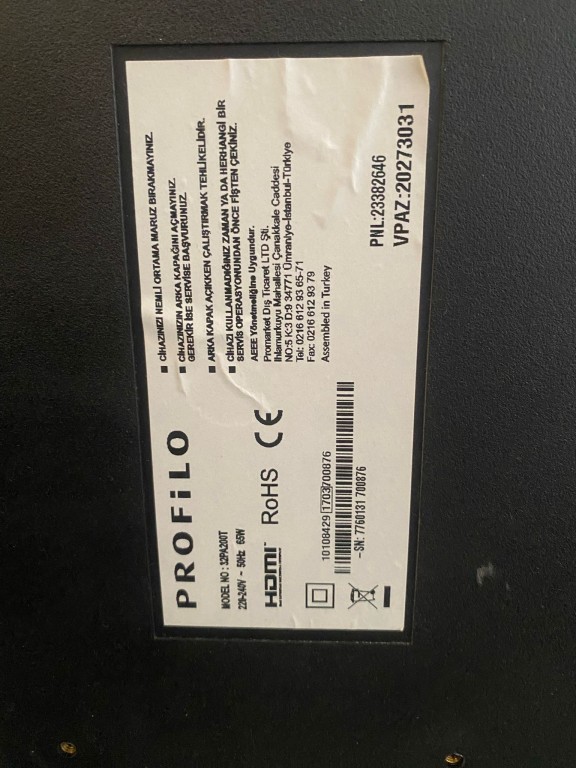 PROFiLO
MODEL NO : 32PA200T
220-240V ~ 50Hz 65W
HDMI
RoHS
CE
10108429 1703 700876
– SN: 7760131 700876
■ CİHAZINIZI NEMLİ ORTAMA MARUZ BIRAKMAYINIZ.
■ CİHAZINIZIN ARKA KAPAĞINI AÇMAYINIZ.
GEREKİR İSE SERVİSE BAŞVURUNUZ.
■ ARKA KAPAK AÇIKKEN ÇALIŞTIRMAK TEHLİKELİDİR.
■ CİHAZI KULLANMADIĞINIZ ZAMAN YA DA HERHANGİ BİR
SERVİS OPERASYONUNDAN ÖNCE FİŞTEN ÇEKİNİZ.
AEEE Yönetmeliğine Uygundur.
Promarket Dış Ticaret LTD Şti.
Ihlamurkuyu Mahallesi Çanakkale Caddesi
NO:5 K:3 D:9 34771 Ümraniye-İstanbul-Türkiye
Tel: 0216 612 93 65-71
Fax: 0216 612 93 79
Assembled in Turkey
PNL:23382646
VPAZ:20273031